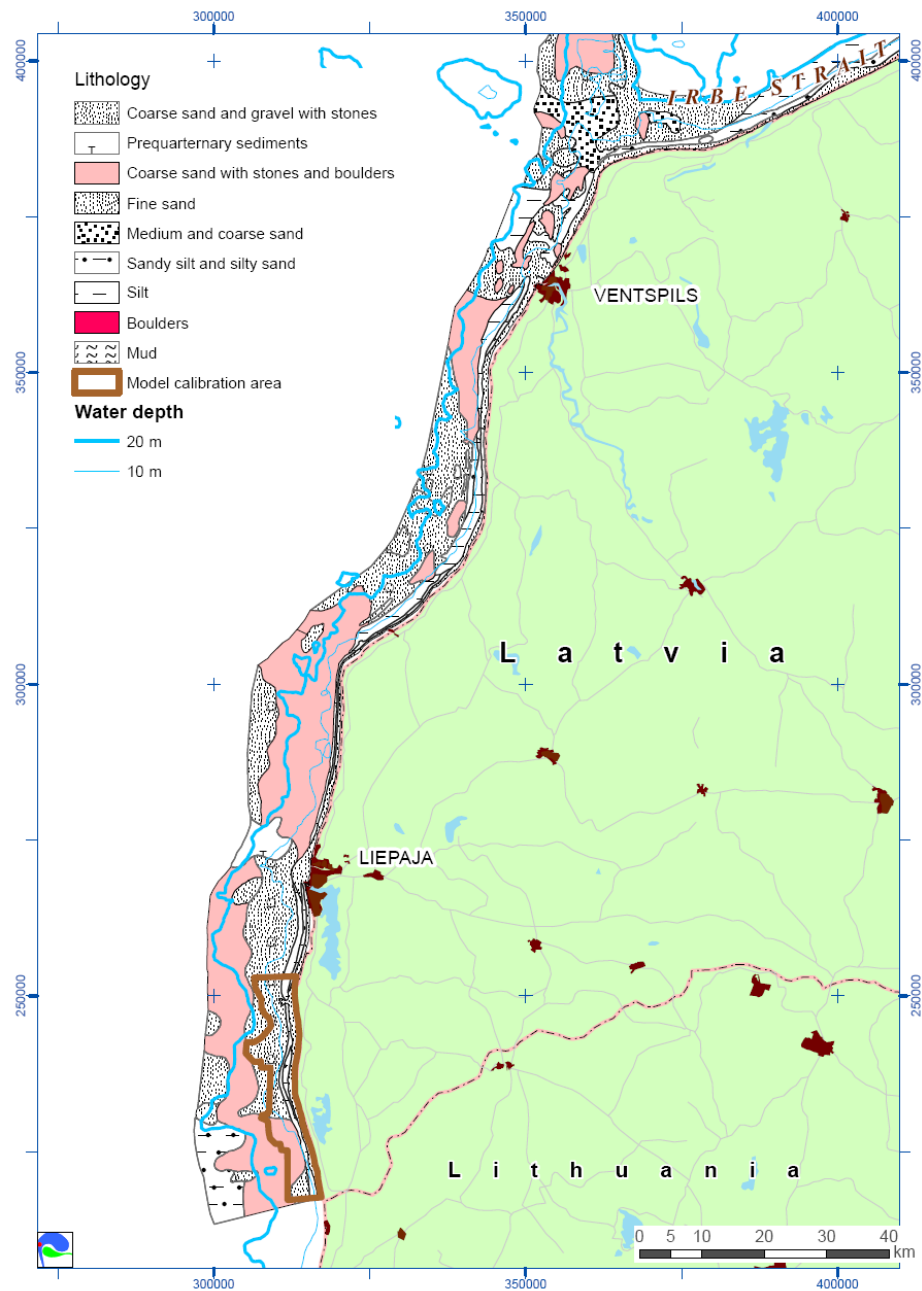 300000 350000 400000
400000 400000
IRBE STRAIT
Lithology
Coarse sand and gravel with stones
Prequarternary sediments
Coarse sand with stones and boulders
Fine sand
Medium and coarse sand
Sandy silt and silty sand
Silt
Boulders
Mud
Model calibration area
Water depth
20 m
10 m
VENTSPILS
350000 350000
Latvia
300000 300000
LIEPAJA
250000 250000
Lithuania
0 5 10 20 30 40
km
300000 350000 400000